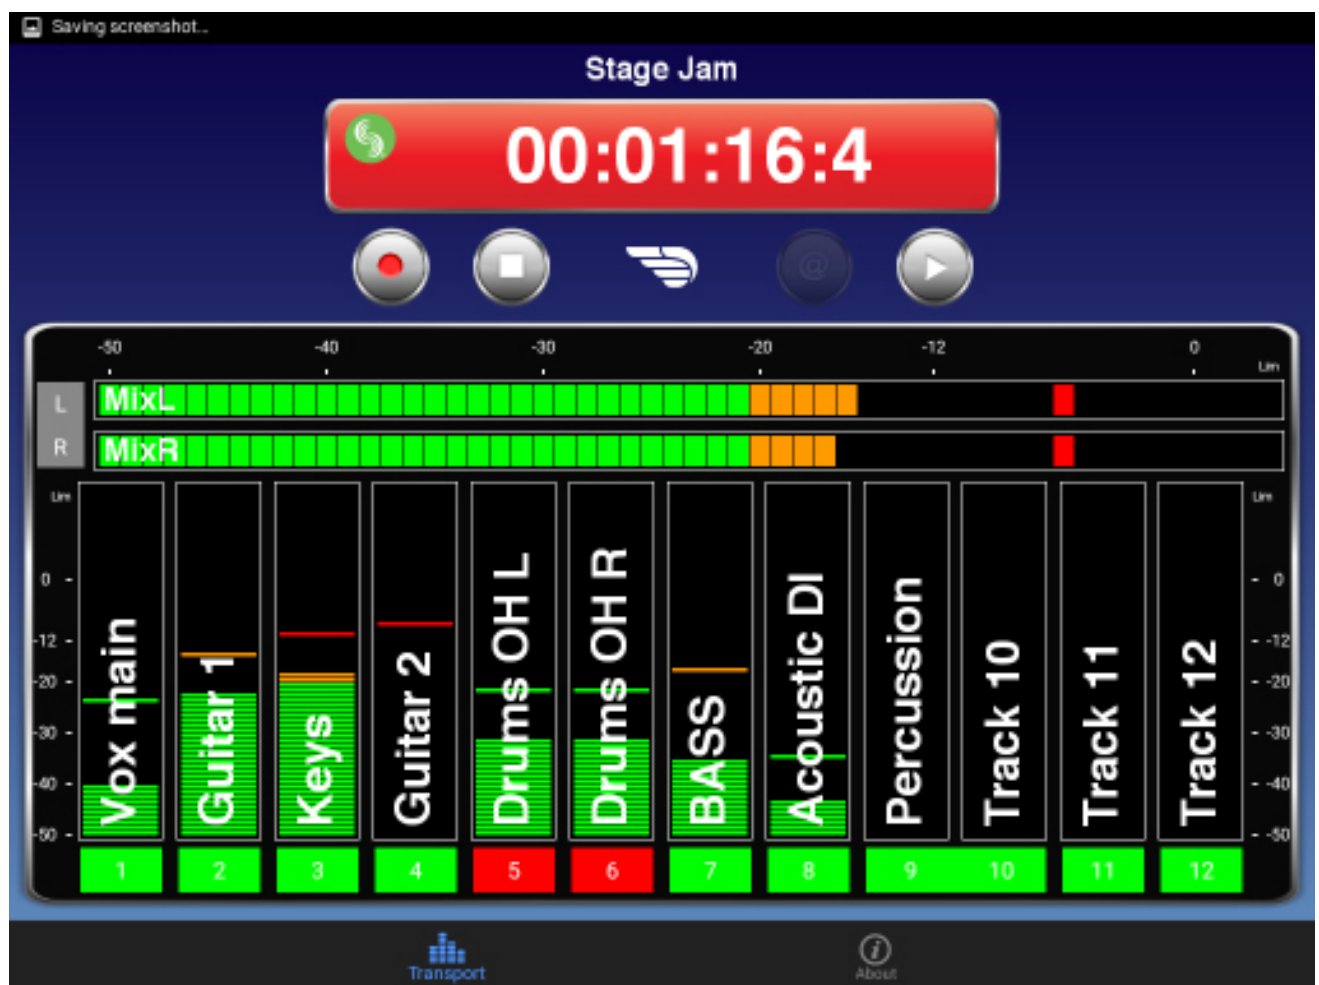 Saving screenshot...
Stage Jam
00:01:16:4
@
-50 -40 -30 -20 -12 0
Lim
L MixL
R MixR
Lim Lim
0 - - 0
-12 - - -12
-20 - - -20
-30 - - -30
-40 - - -40
-50 - - -50
Vox main
Guitar 1
Keys
Guitar 2
Drums OH L
Drums OH R
BASS
Acoustic DI
Percussion
Track 10
Track 11
Track 12
1 2 3 4 5 6 7 8 9 10 11 12
Transport About